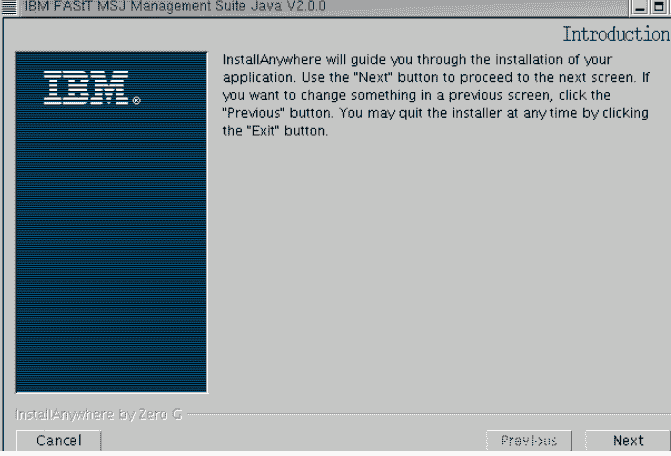 IBM FAStT MSJ Management Suite Java V2.0.0
Introduction
IBM®
InstallAnywhere will guide you through the installation of your
application. Use the "Next" button to proceed to the next screen. If
you want to change something in a previous screen, click the
"Previous" button. You may quit the installer at any time by clicking
the "Exit" button.
InstallAnywhere by Zero G
Cancel
Previous
Next